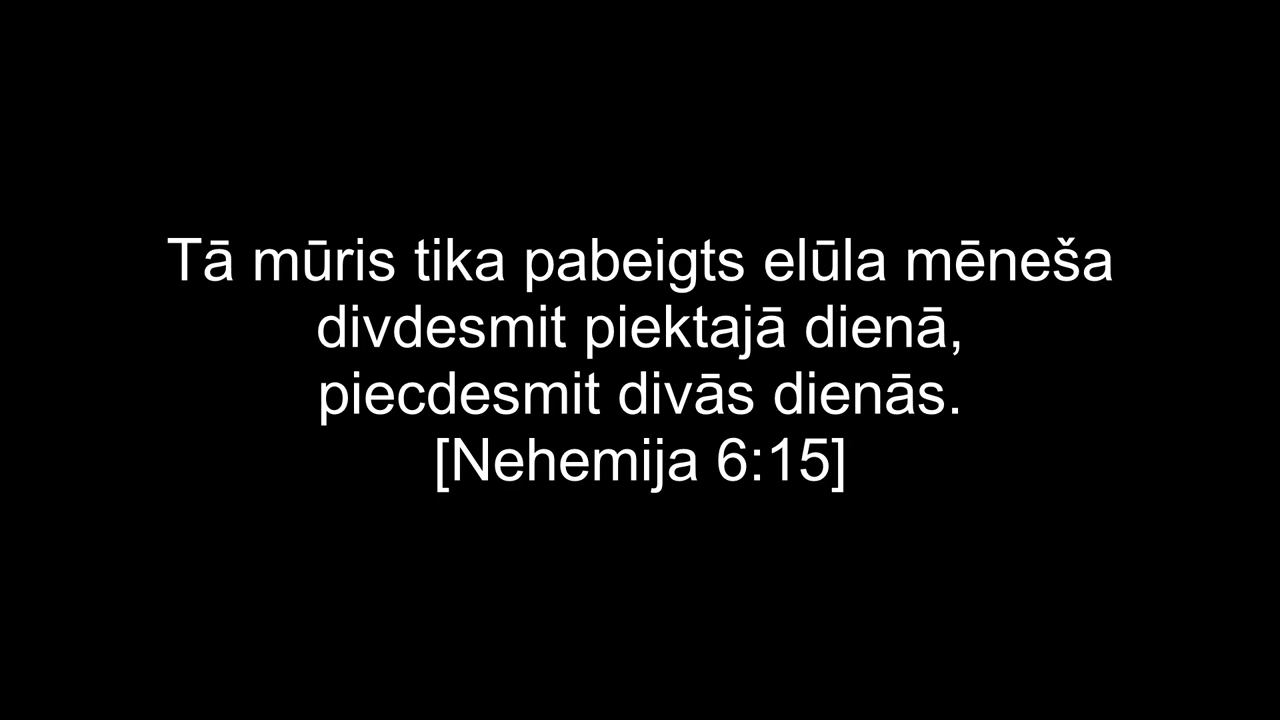 Tā mūris tika pabeigts elūla mēneša
divdesmit piektajā dienā,
piecdesmit divās dienās.
[Nehemija 6:15]